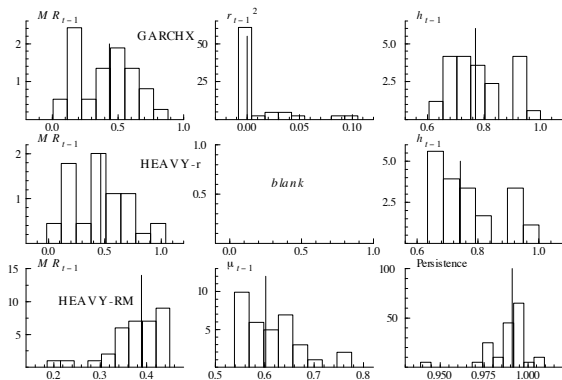 MR t−1 GARCHX
r t−1 2
h t−1
2
1
0.0 0.5 1.0
50
25
0.00 0.05 0.10
5.0
2.5
0.6 0.8 1.0
MR t−1 HEAVY-r
blank
h t−1
2
1
0.0 0.5 1.0
1.0
0.5
0.0 0.5 1.0
5.0
2.5
0.6 0.8 1.0
MR t−1
HEAVY-RM
μ t−1
Persistence
15
10
5
0.2 0.3 0.4
10
5
0.5 0.6 0.7 0.8
100
50
0.950 0.975 1.000